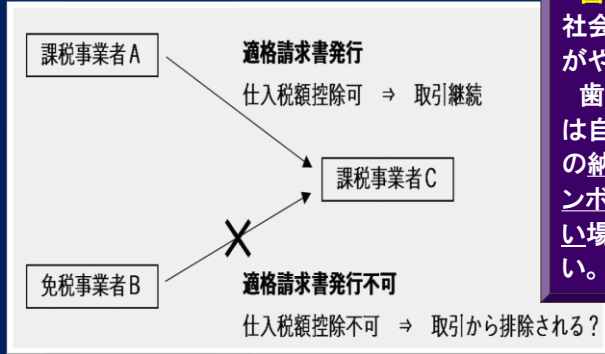 課税事業者A
適格請求書発行
仕入税額控除可 ⇒ 取引継続
課税事業者C
免税事業者B
適格請求書発行不可
仕入税額控除不可 ⇒ 取引から排除される?
社会
がや
歯
は自
の納
ンボ
い場
い。